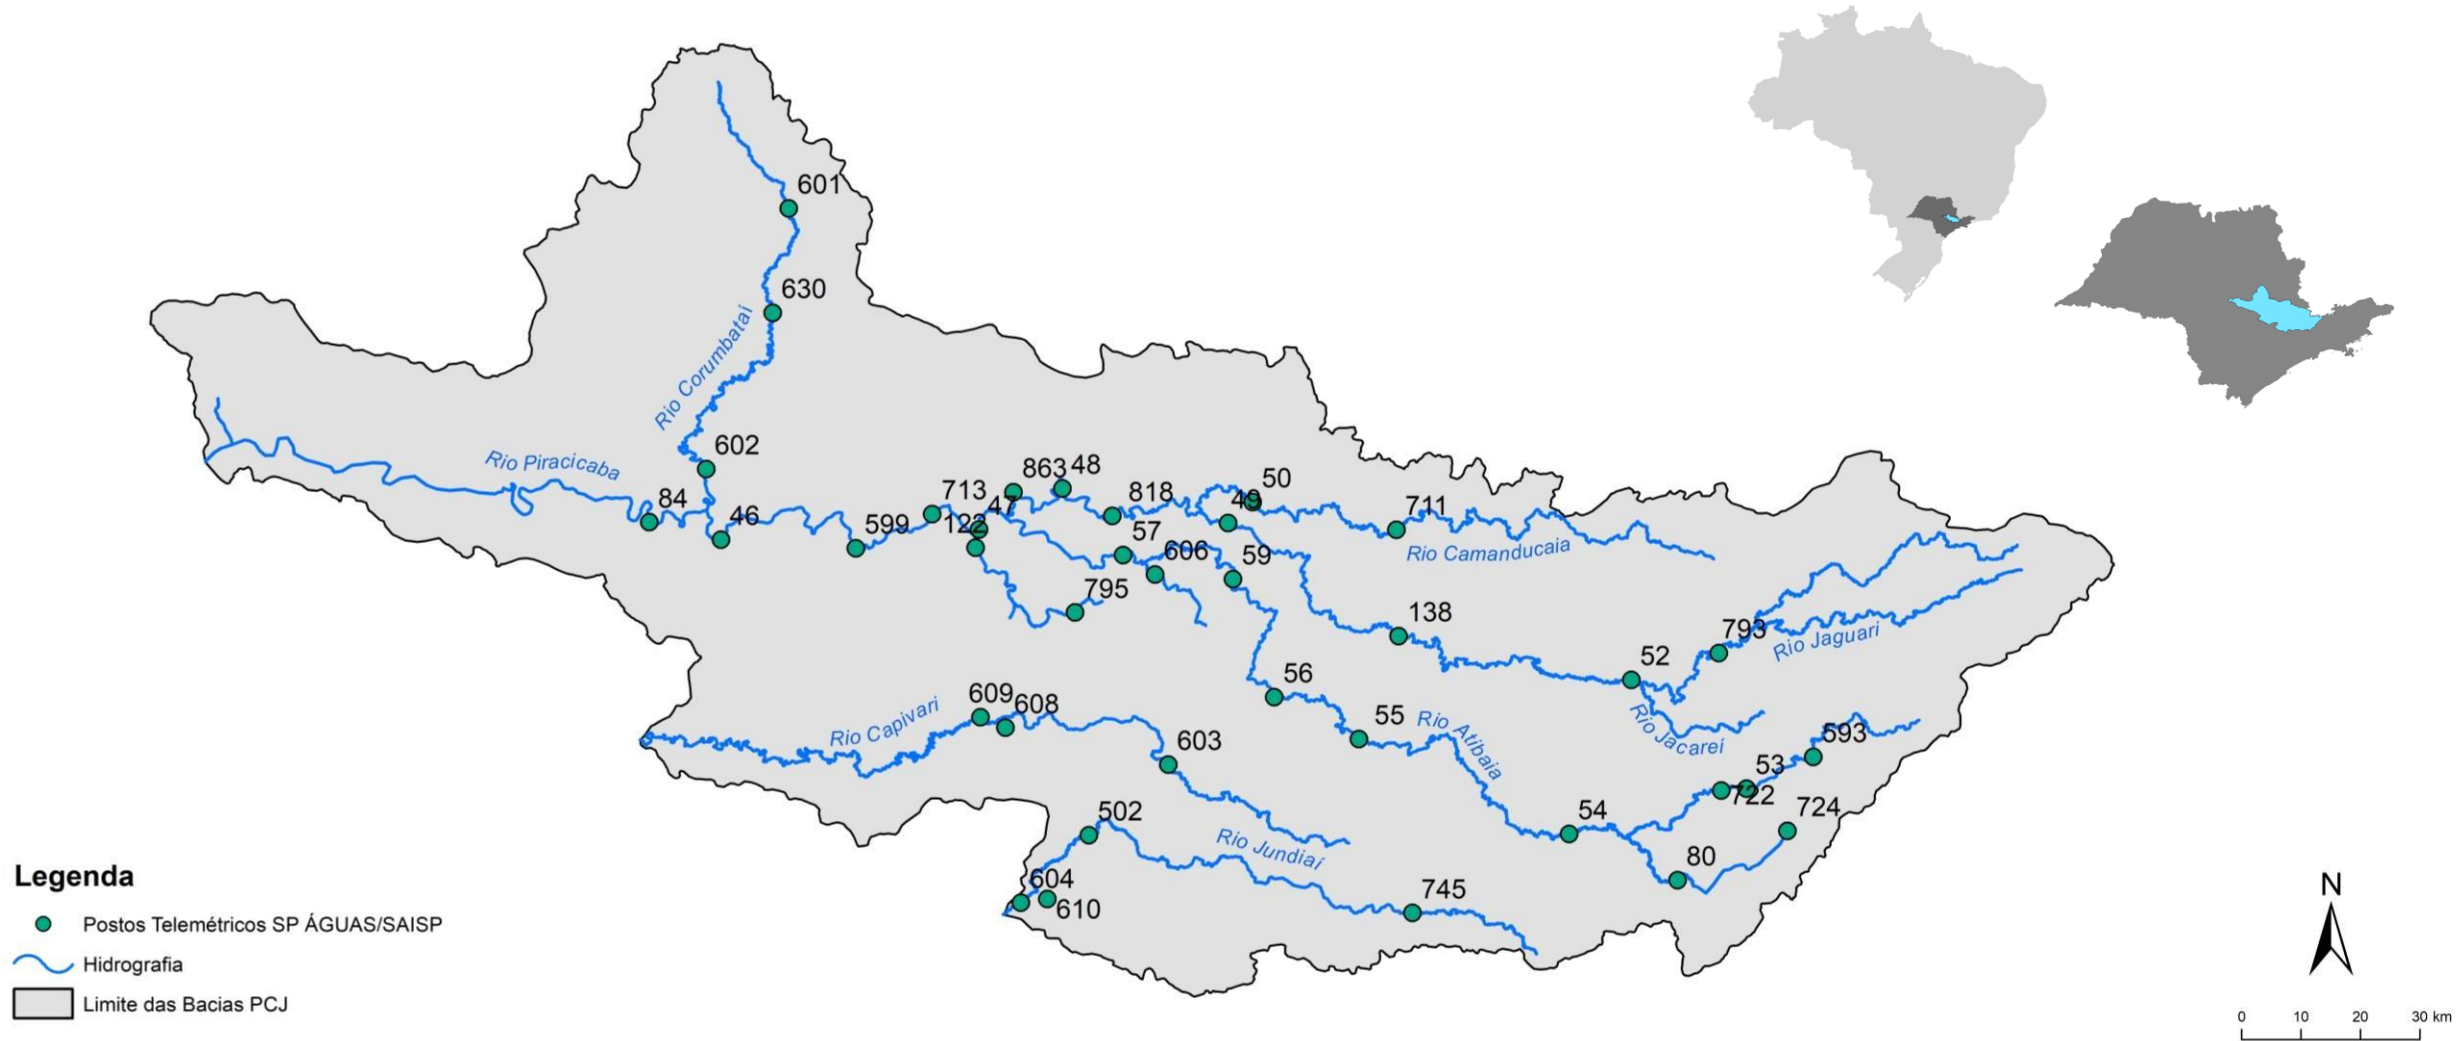 601
630
Rio Corumbataí
602
Rio Piracicaba
84
46
599
713
122
47
863
48
818
57
606
795
49
50
59
711
Rio Camanducaia
138
52
793
Rio Jaguari
Rio Jacareí
56
55
Rio Atibaia
593
53
722
724
54
80
609
608
Rio Capivari
603
502
Rio Jundiaí
604
610
745
Legenda
Postos Telemétricos SP ÁGUAS/SAISP
Hidrografia
Limite das Bacias PCJ
N
0 10 20 30 km